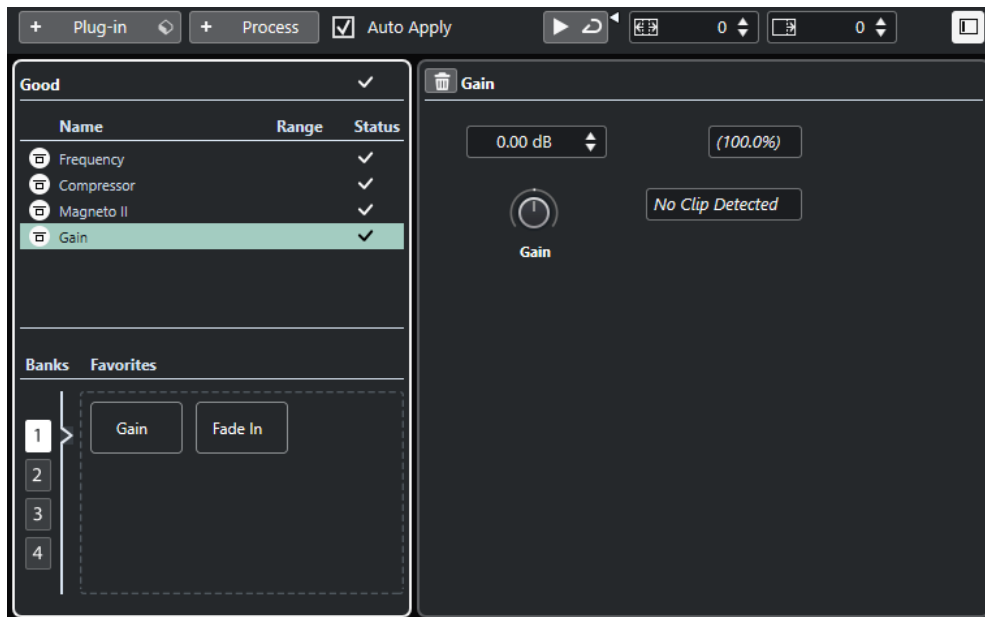 + Plug-in + Process Auto Apply 0 0
Good
Name Range Status
Frequency
Compressor
Magneto II
Gain
Banks Favorites
1
2
3
4
Gain Fade In
Gain
0.00 dB (100.0%)
No Clip Detected
Gain